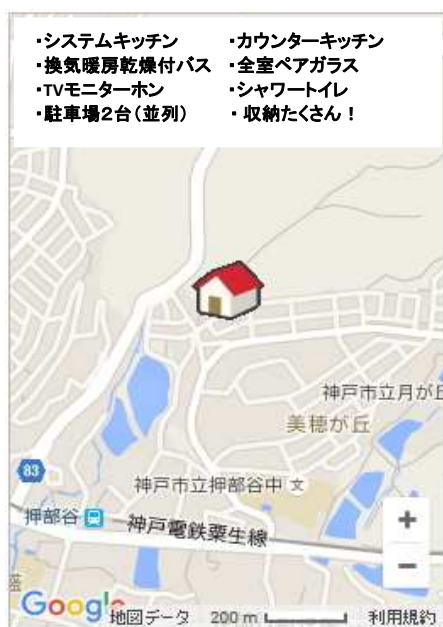 ・システムキッチン ・カウンターキッチン
・換気暖房乾燥付バス ・全室ペアガラス
・TVモニターホン ・シャワートイレ
・駐車場2台(並列) ・収納たくさん!
神戸市立月が丘
美穂が丘
83
神戸市立押部谷中 文
押部谷
神戸電鉄粟生線
+
−
Google
地図データ 200 m 利用規約